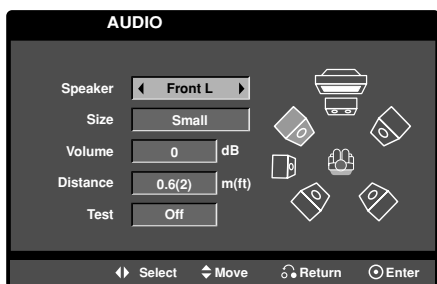 AUDIO
Speaker Front L
Size Small
Volume 0 dB
Distance 0.6(2) m(ft)
Test Off
Select Move Return Enter